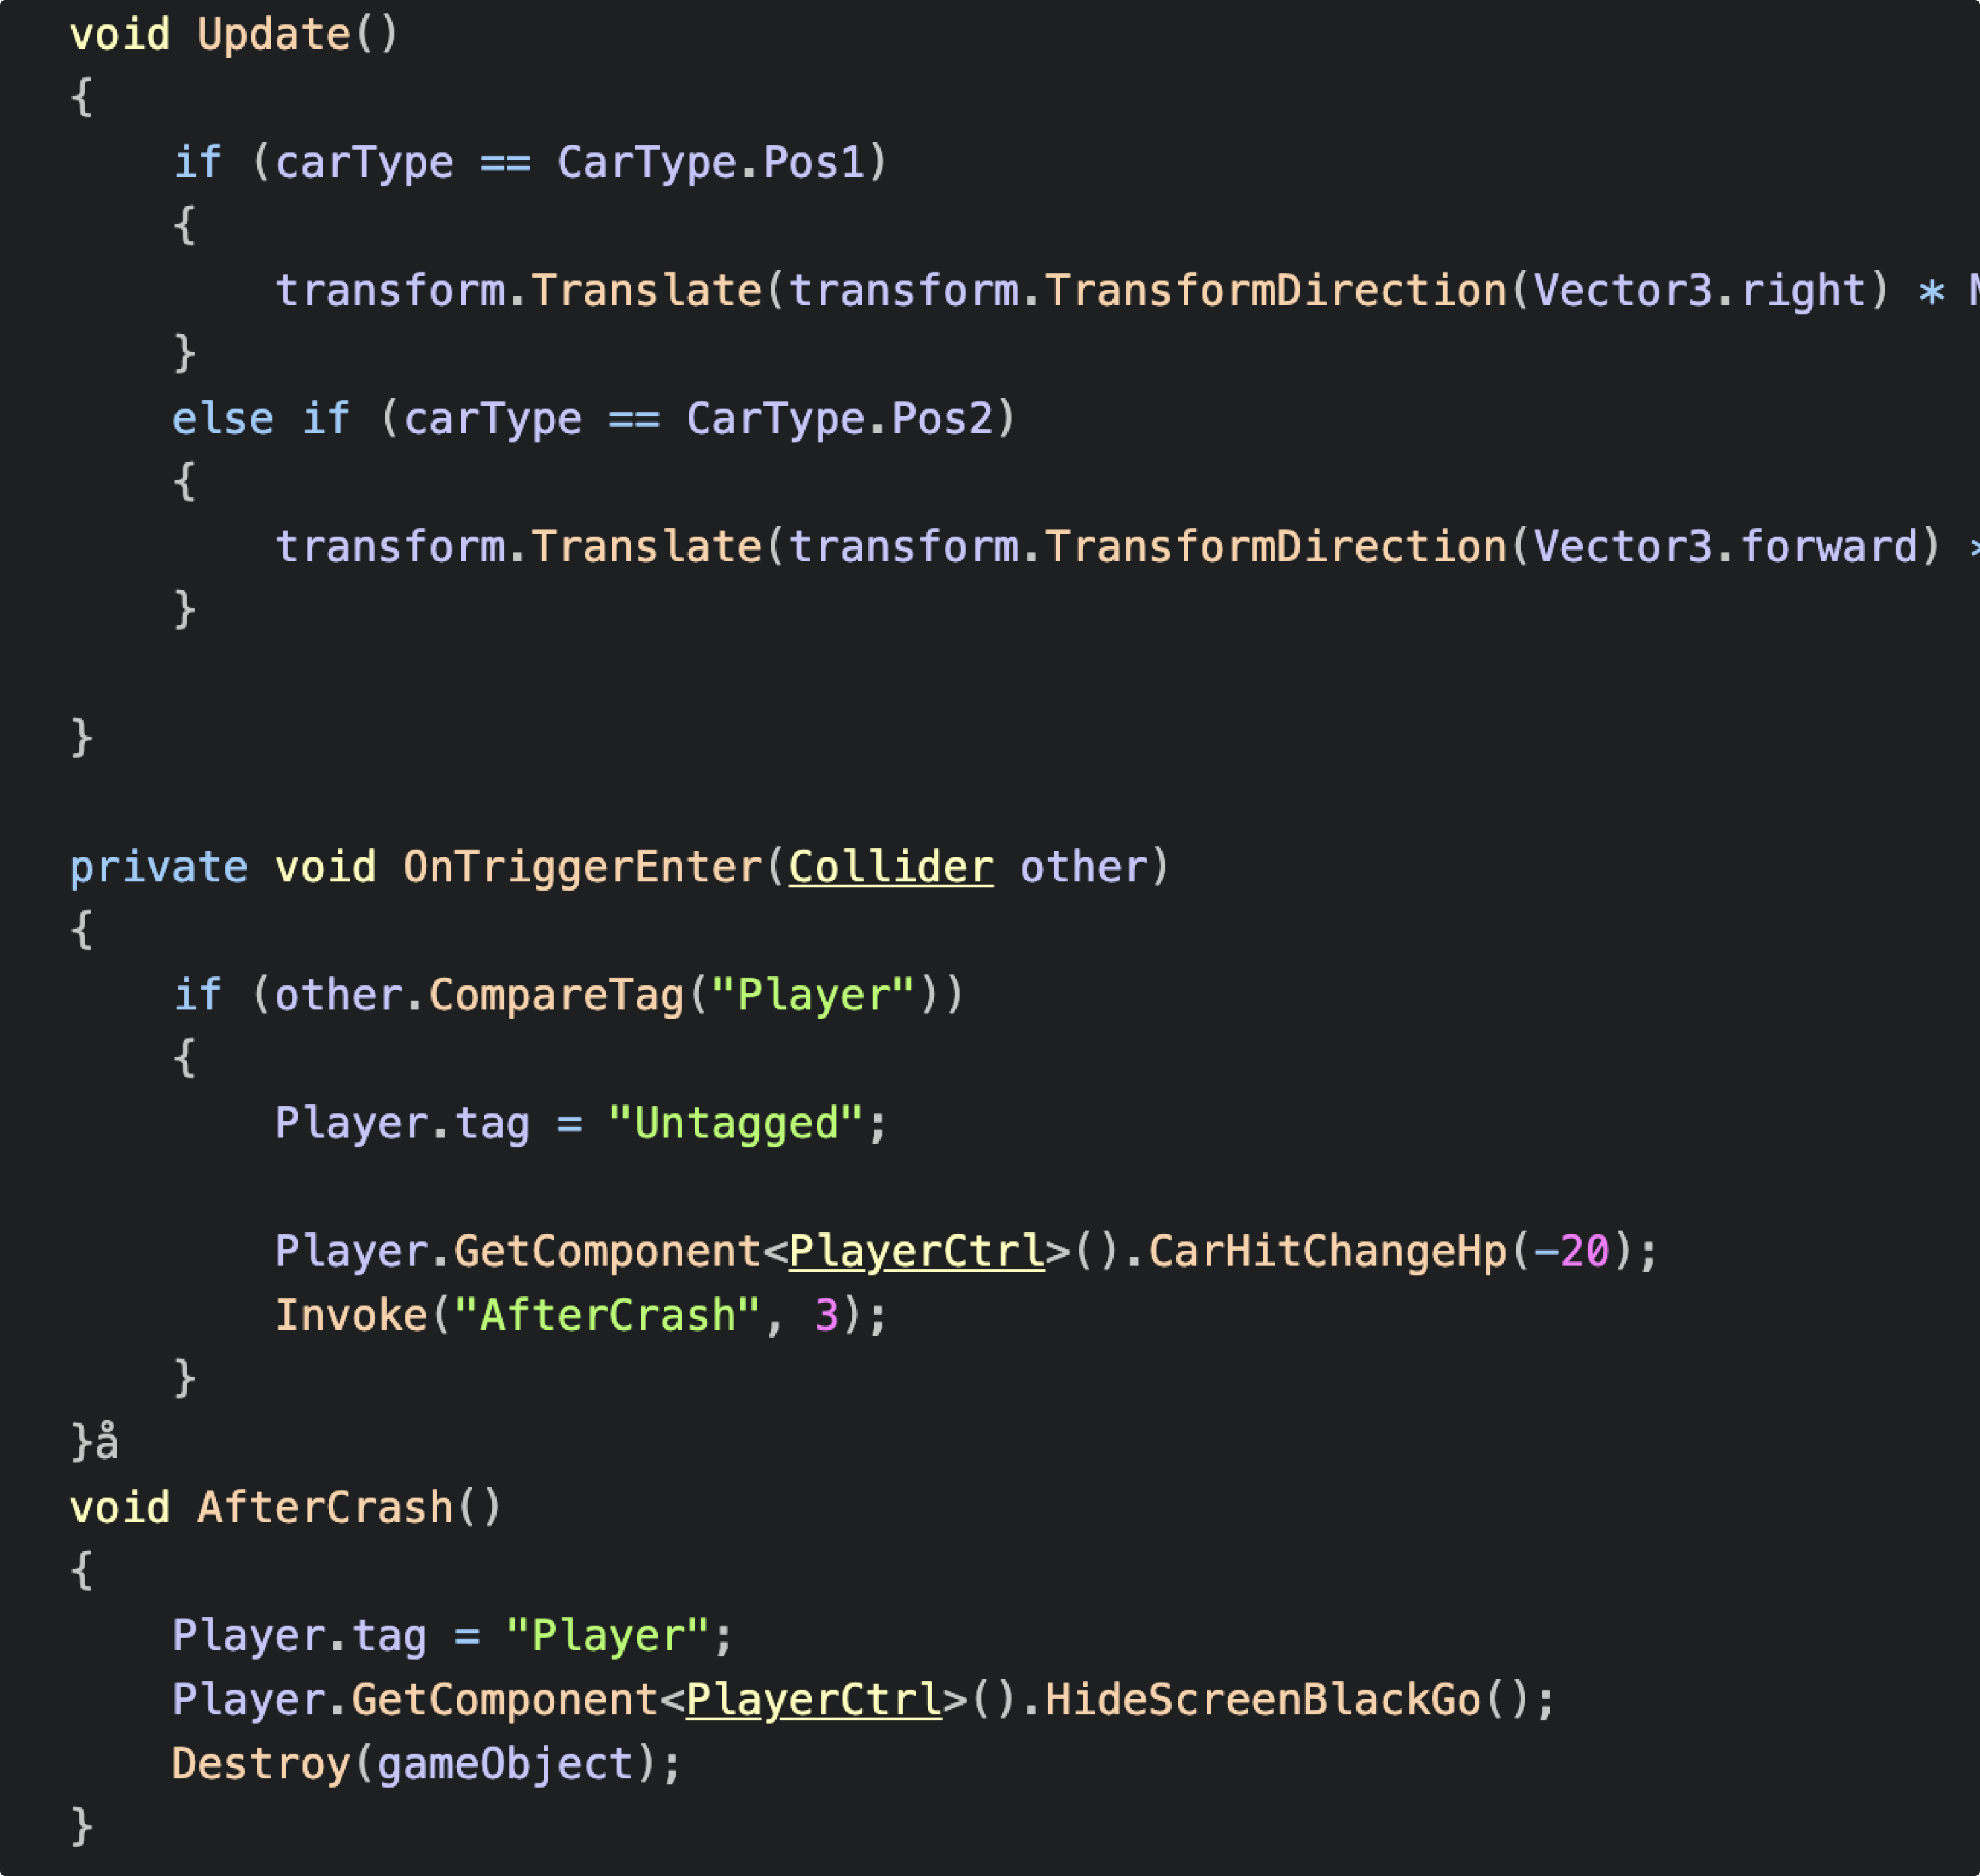 void Update()
{
if (carType == CarType.Pos1)
{
transform.Translate(transform.TransformDirection(Vector3.right) *
}
else if (carType == CarType.Pos2)
{
transform.Translate(transform.TransformDirection(Vector3.forward)
}
}
private void OnTriggerEnter(Collider other)
{
if (other.CompareTag("Player"))
{
Player.tag = "Untagged";
Player.GetComponent<PlayerCtrl>().CarHitChangeHp(-20);
Invoke("AfterCrash", 3);
}
}å
void AfterCrash()
{
Player.tag = "Player";
Player.GetComponent<PlayerCtrl>().HideScreenBlackGo();
Destroy(gameObject);
}